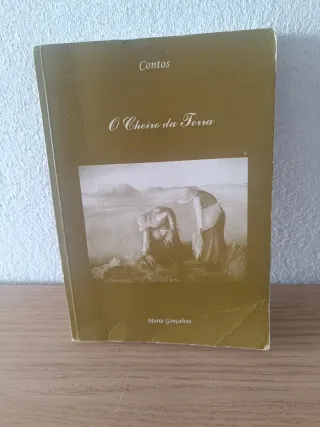 Contos
O Cheiro da Terra
Maria Gonçalves